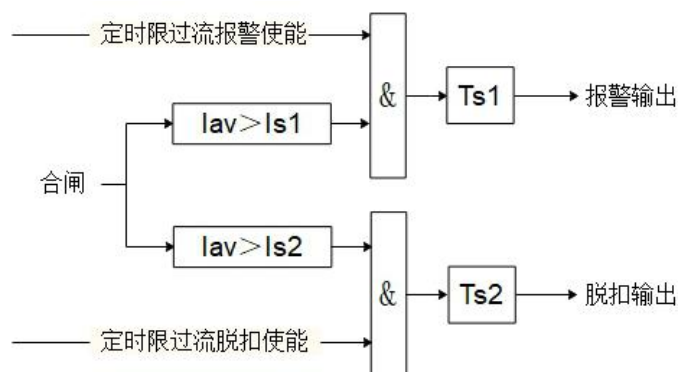 定时限过流报警使能
Iav＞Is1
&
Ts1
报警输出
合闸
Iav＞Is2
&
Ts2
脱扣输出
定时限过流脱扣使能